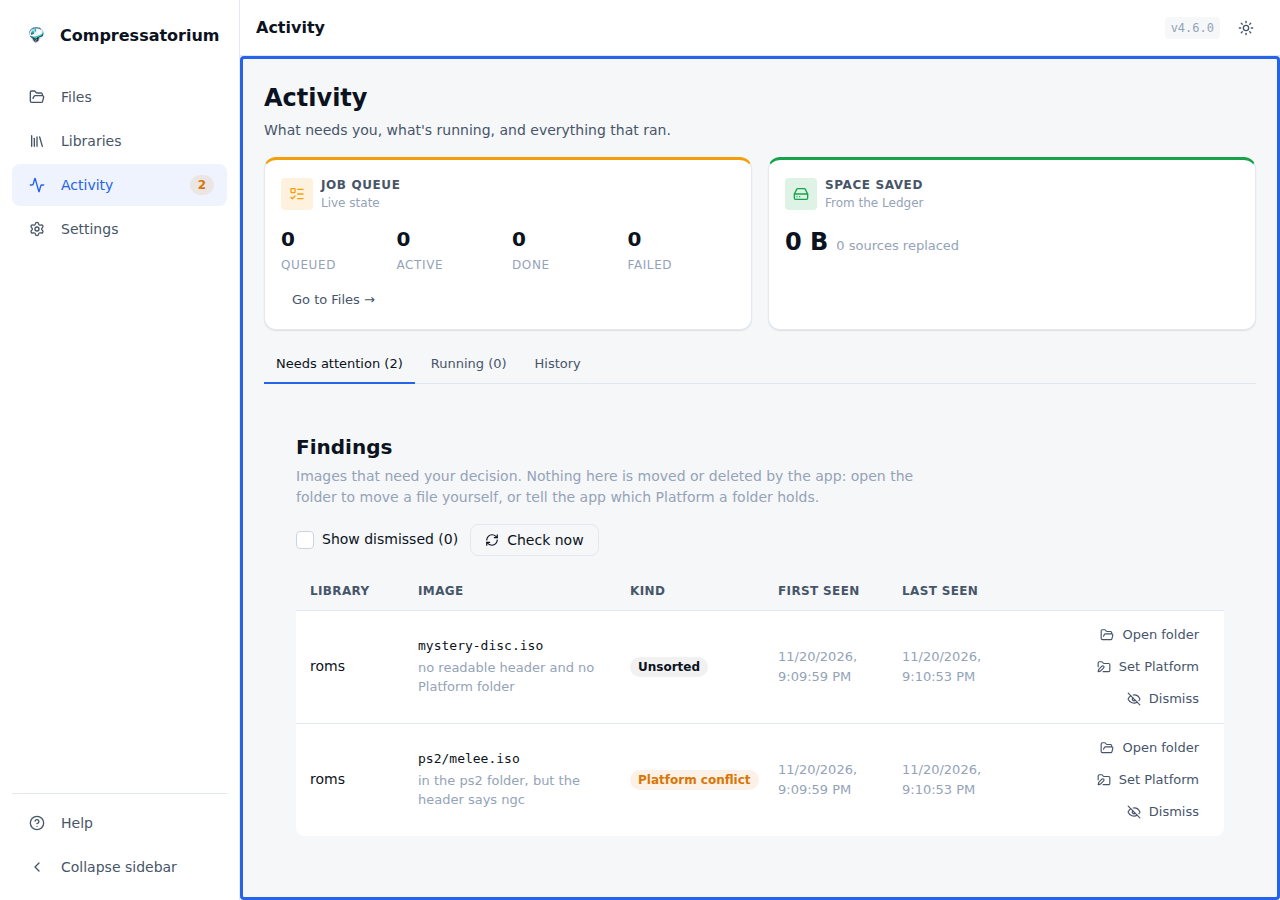 Compressatorium
Activity
v4.6.0
Files
Libraries
Activity 2
Settings
Help
Collapse sidebar
Activity
What needs you, what's running, and everything that ran.
JOB QUEUE
Live state
0 0 0 0
QUEUED ACTIVE DONE FAILED
Go to Files →
SPACE SAVED
From the Ledger
0 B 0 sources replaced
Needs attention (2) Running (0) History
Findings
Images that need your decision. Nothing here is moved or deleted by the app: open the
folder to move a file yourself, or tell the app which Platform a folder holds.
Show dismissed (0) Check now
LIBRARY IMAGE KIND FIRST SEEN LAST SEEN
roms
mystery-disc.iso
no readable header and no
Platform folder
Unsorted
11/20/2026,
9:09:59 PM
11/20/2026,
9:10:53 PM
Open folder
Set Platform
Dismiss
roms
ps2/melee.iso
in the ps2 folder, but the
header says ngc
Platform conflict
11/20/2026,
9:09:59 PM
11/20/2026,
9:10:53 PM
Open folder
Set Platform
Dismiss